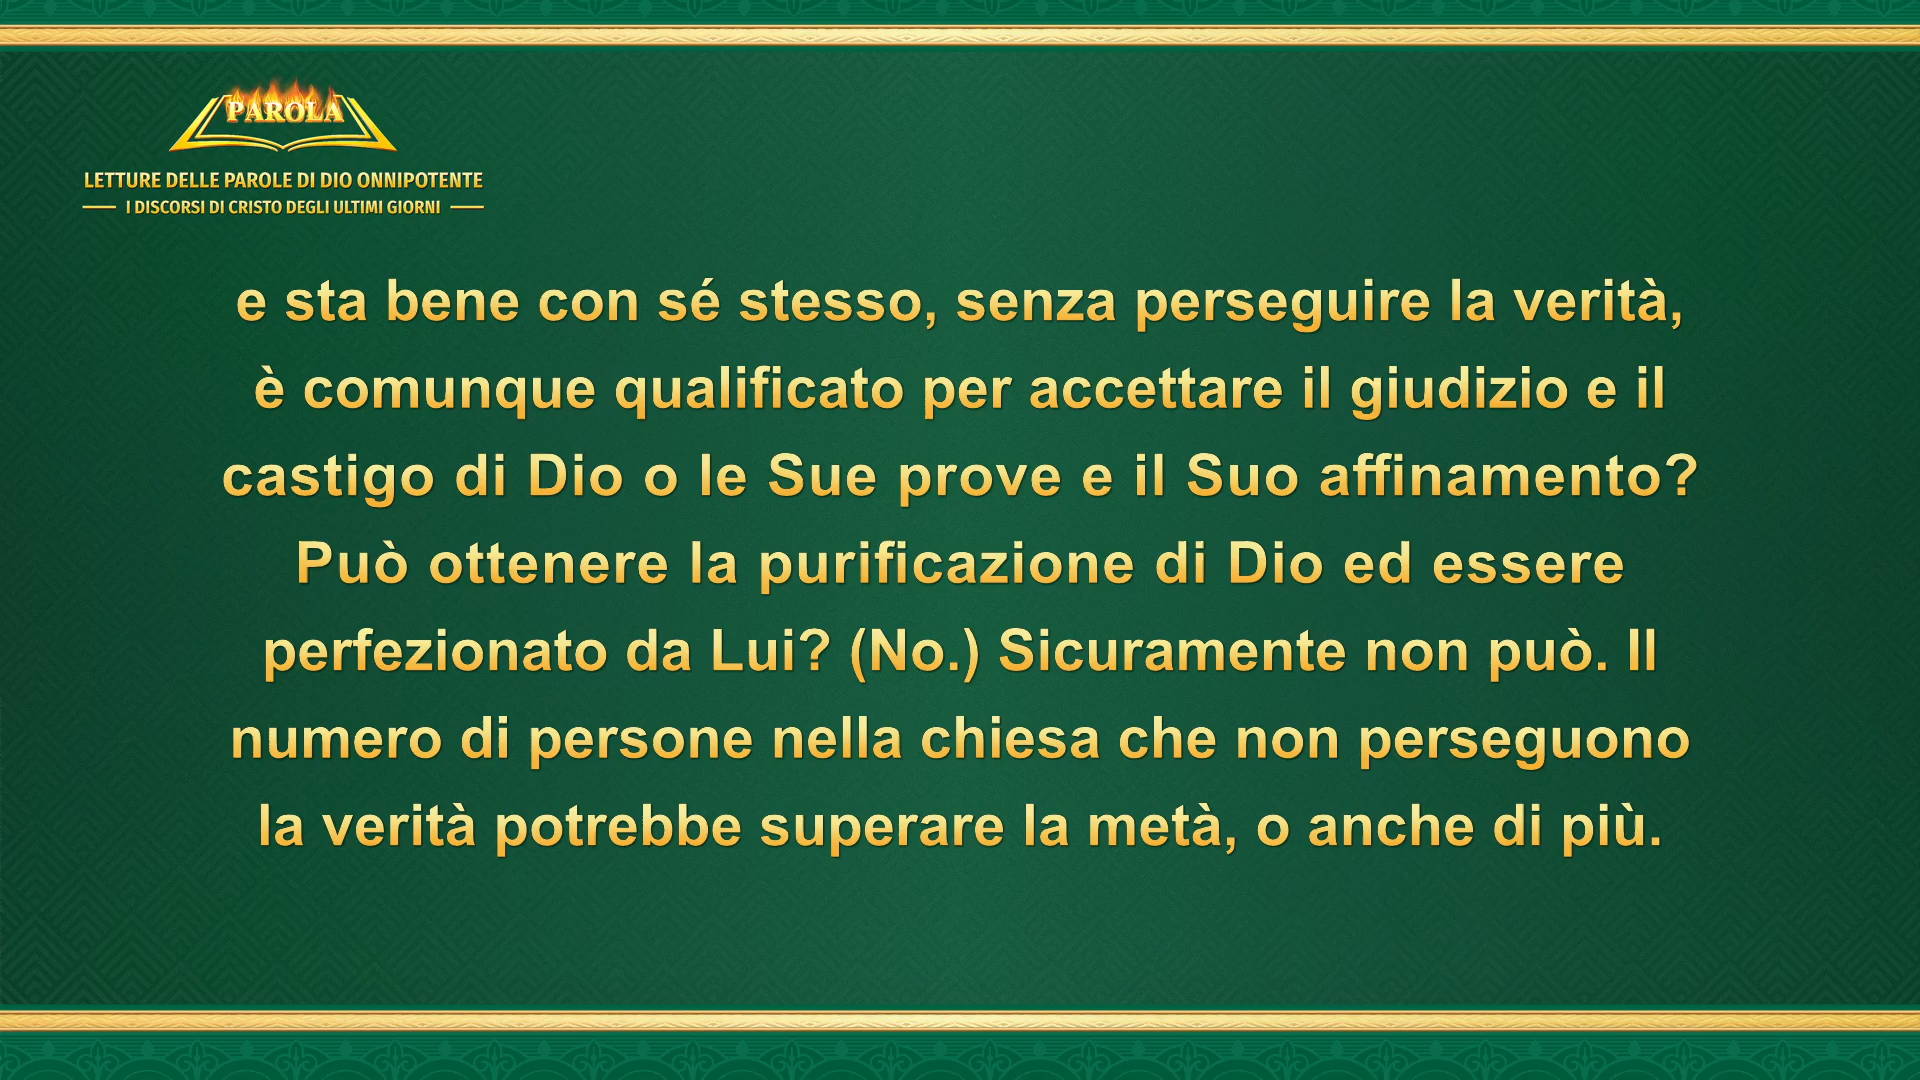 PAROLA
LETTURE DELLE PAROLE DI DIO ONNIPOTENTE
I DISCORSI DI CRISTO DEGLI ULTIMI GIORNI
e sta bene con sé stesso, senza perseguire la verità,
è comunque qualificato per accettare il giudizio e il
castigo di Dio o le Sue prove e il Suo affinamento?
Può ottenere la purificazione di Dio ed essere
perfezionato da Lui? (No.) Sicuramente non può. Il
numero di persone nella chiesa che non perseguono
la verità potrebbe superare la metà, o anche di più.